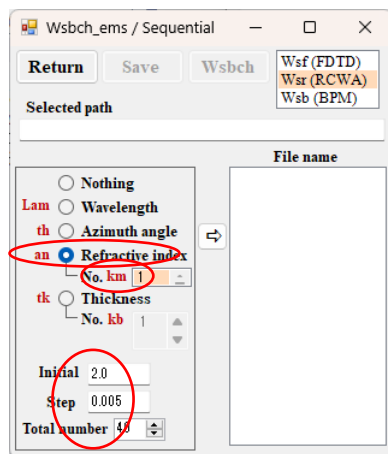 Wsbch_ems / Sequential
Return Save Wsbch
Wsf (FDTD)
Wsr (RCWA)
Wsb (BPM)
Selected path
File name
Nothing
Lam Wavelength
th Azimuth angle
an Refractive index
No. km 1
tk Thickness
No. kb 1
Initial 2.0
Step 0.005
Total number